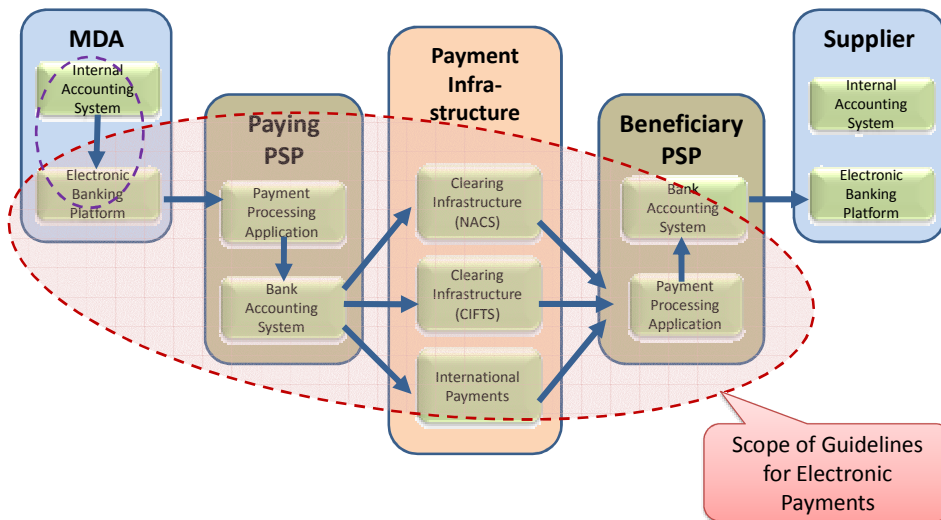 MDA
Internal
Accounting
System
Electronic
Banking
Platform
Paying
PSP
Payment
Processing
Application
Bank
Accounting
System
Payment
Infra-
structure
Clearing
Infrastructure
(NACS)
Clearing
Infrastructure
(CIFTS)
International
Payments
Beneficiary
PSP
Bank
Accounting
System
Payment
Processing
Application
Supplier
Internal
Accounting
System
Electronic
Banking
Platform
Scope of Guidelines
for Electronic
Payments